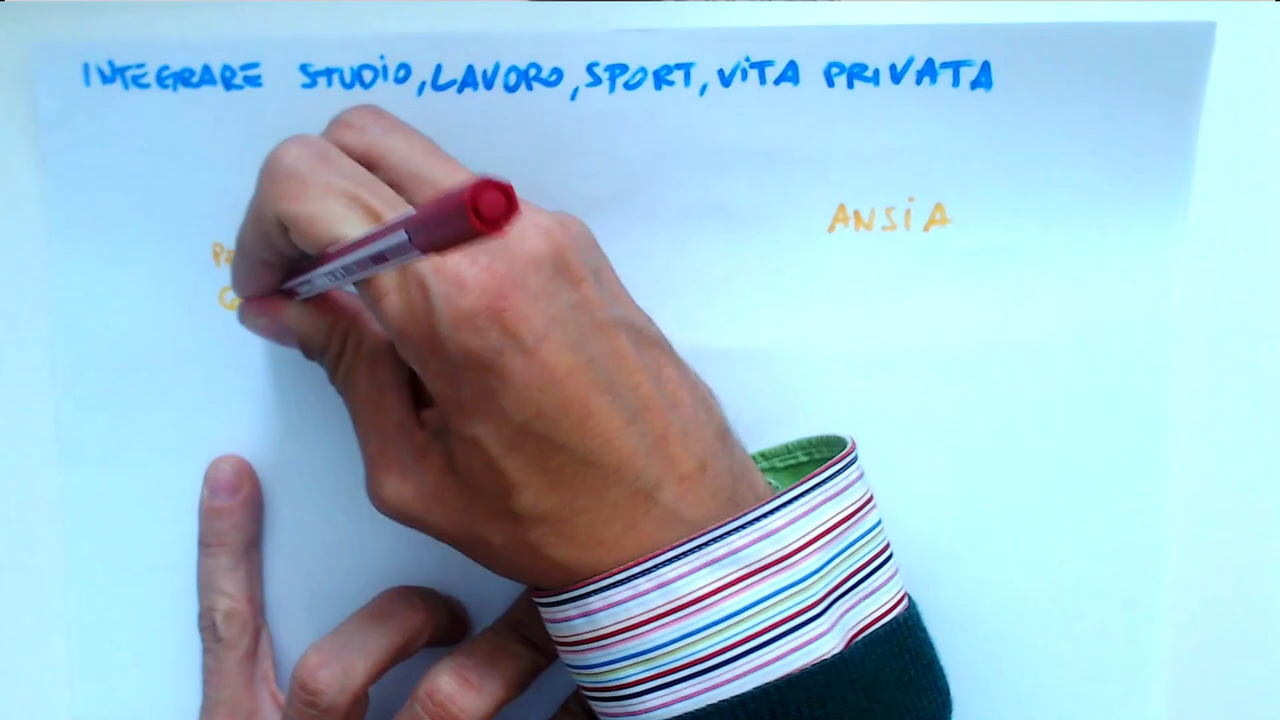 INTEGRARE STUDIO, LAVORO, SPORT, VITA PRIVATA
ANSIA